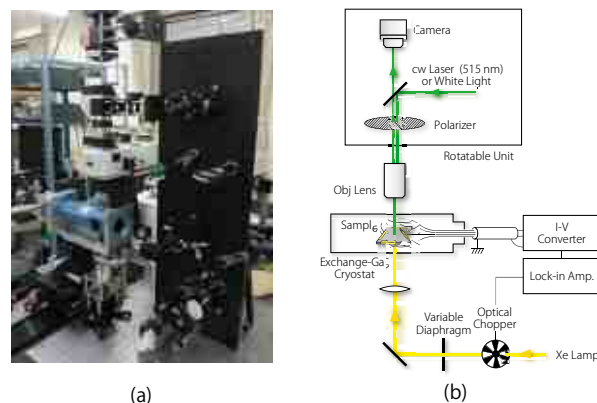 Camera
cw Laser (515 nm)
or White Light
Polarizer
Rotatable Unit
Obj Lens
Sample
Exchange-Gas
Cryostat
I-V
Converter
Lock-in Amp.
Variable
Diaphragm
Optical
Chopper
Xe Lamp
(a)
(b)